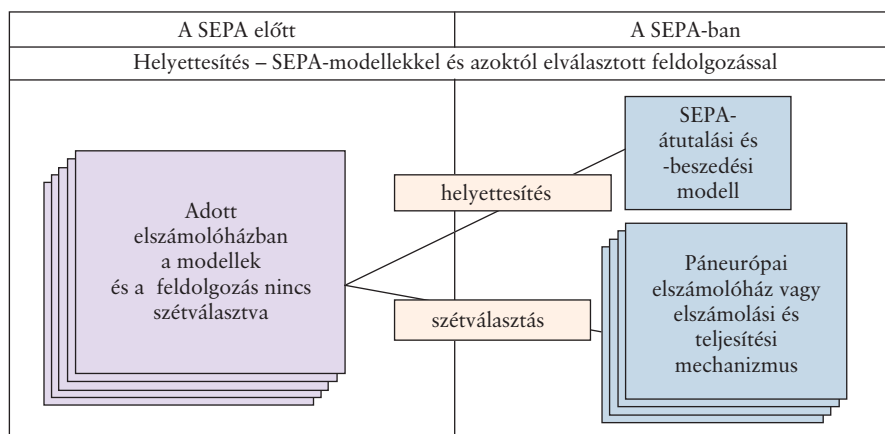 A SEPA előtt
A SEPA-ban
Helyettesítés – SEPA-modellekkel és azoktól elválasztott feldolgozással
Adott
elszámolóházban
a modellek
és a feldolgozás nincs
szétválasztva
helyettesítés
szétválasztás
SEPA-
átutalási és
-beszedési
modell
Páneurópai
elszámolóház vagy
elszámolási és
teljesítési
mechanizmus